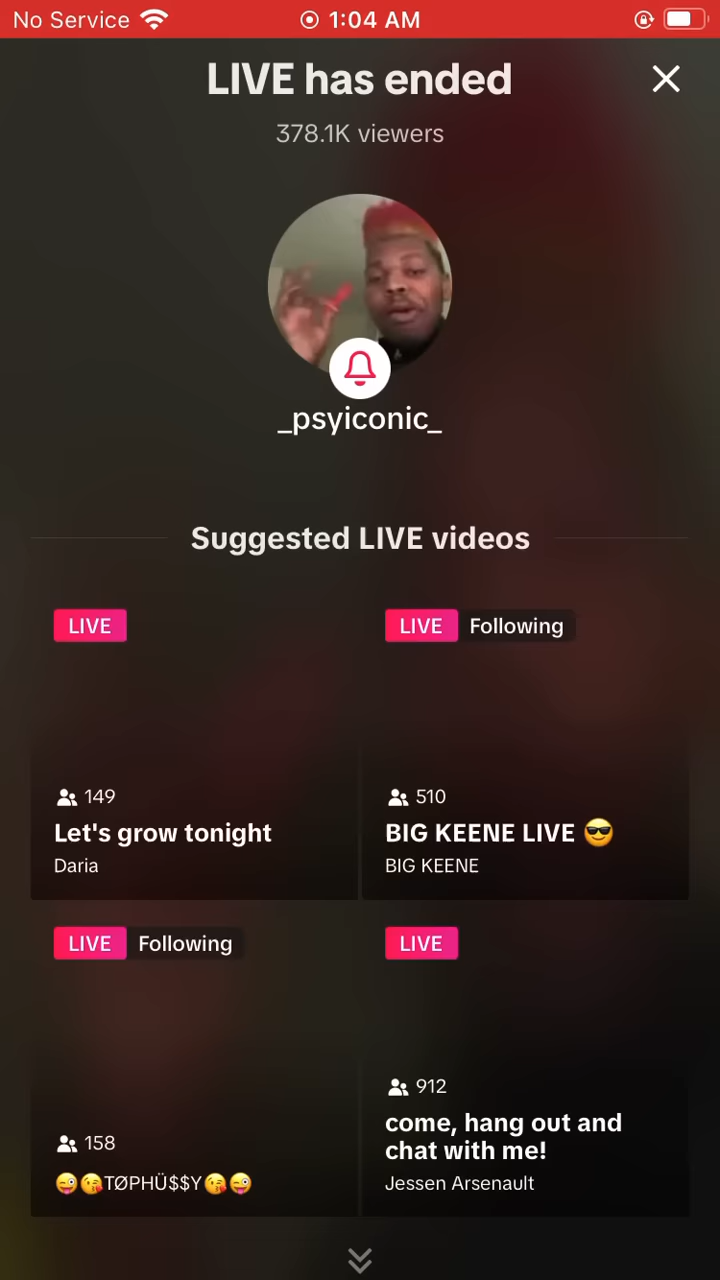 No Service 1:04 AM
LIVE has ended
378.1K viewers
_psyiconic_
Suggested LIVE videos
LIVE
149
Let's grow tonight
Daria
LIVE Following
510
BIG KEENE LIVE 😎
BIG KEENE
LIVE Following
158
😜😘TØPHÜ$$Y😘😜
LIVE
912
come, hang out and
chat with me!
Jessen Arsenault